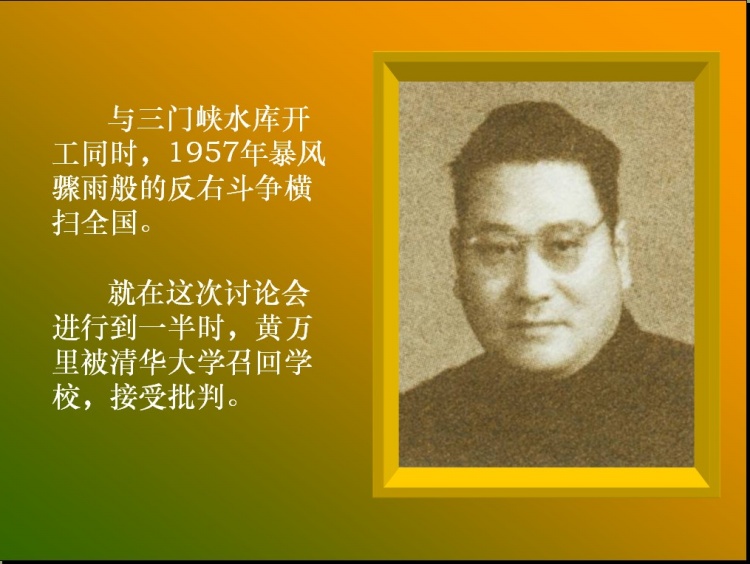 与三门峡水库开
工同时，1957年暴风
骤雨般的反右斗争横
扫全国。
就在这次讨论会
进行到一半时，黄万
里被清华大学召回学
校，接受批判。